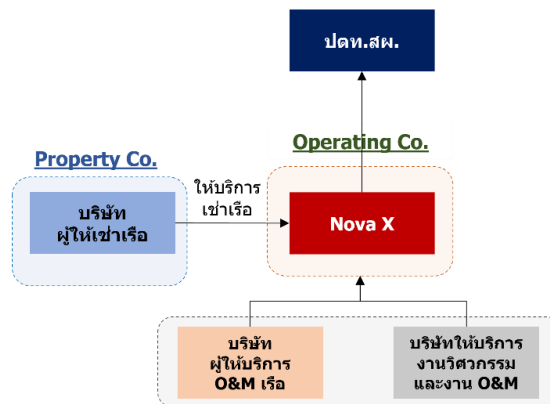 ปตท.สผ.
Property Co.
Operating Co.
ให้บริการ
เช่าเรือ
บริษัท
ผู้ให้เช่าเรือ
Nova X
บริษัท
ผู้ให้บริการ
O&M เรือ
บริษัทให้บริการ
งานวิศวกรรม
และงาน O&M